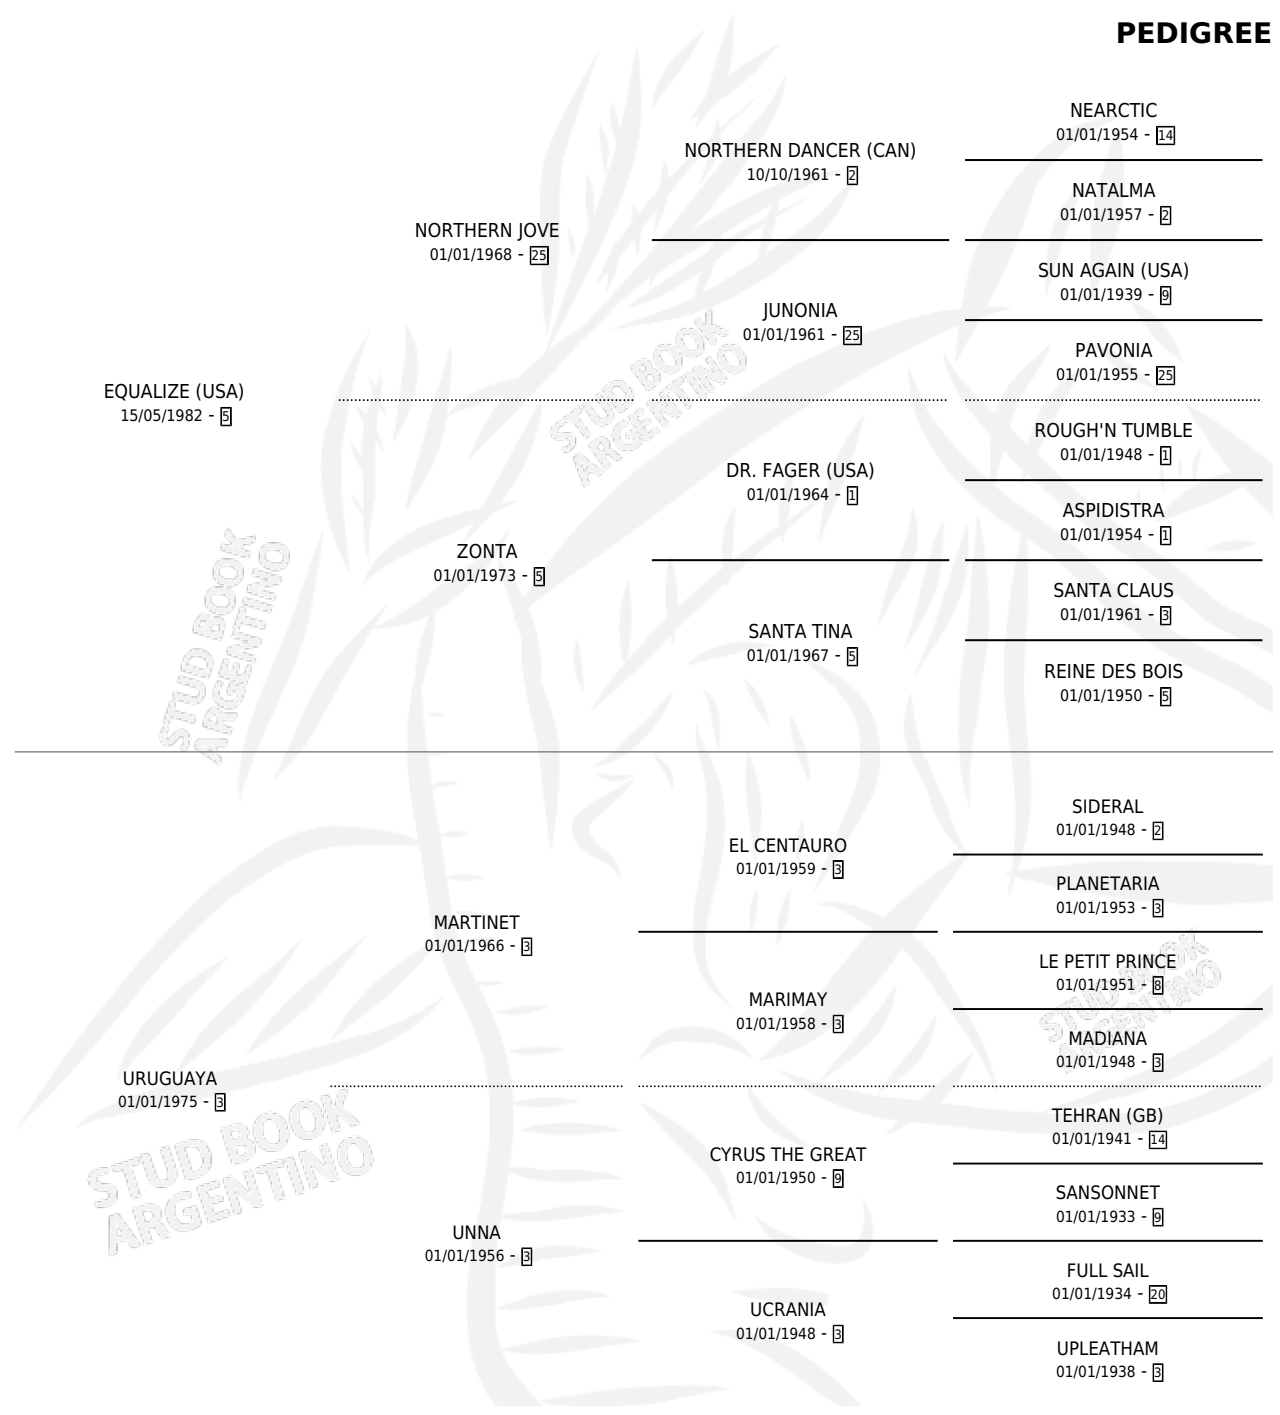 PEDIGREE
NEARCTIC
01/01/1954 - 14
NORTHERN DANCER (CAN)
10/10/1961 - 2
NATALMA
01/01/1957 - 2
NORTHERN JOVE
01/01/1968 - 25
SUN AGAIN (USA)
01/01/1939 - 9
JUNONIA
01/01/1961 - 25
PAVONIA
01/01/1955 - 25
EQUALIZE (USA)
15/05/1982 - 5
STUD BOOK
ARGENTINO
ROUGH'N TUMBLE
01/01/1948 - 1
DR. FAGER (USA)
01/01/1964 - 1
ASPIDISTRA
01/01/1954 - 1
ZONTA
01/01/1973 - 5
SANTA CLAUS
01/01/1961 - 3
SANTA TINA
01/01/1967 - 5
REINE DES BOIS
01/01/1950 - 5
STUD BOOK
ARGENTINO
SIDERAL
01/01/1948 - 2
EL CENTAURO
01/01/1959 - 3
PLANETARIA
01/01/1953 - 3
MARTINET
01/01/1966 - 3
LE PETIT PRINCE
01/01/1951 - 8
MARIMAY
01/01/1958 - 3
STUD BOOK
ARGENTINO
MADIANA
01/01/1948 - 3
URUGUAYA
01/01/1975 - 3
TEHRAN (GB)
01/01/1941 - 14
CYRUS THE GREAT
01/01/1950 - 9
STUD BOOK
ARGENTINO
SANSONNET
01/01/1933 - 9
UNNA
01/01/1956 - 3
FULL SAIL
01/01/1934 - 20
UCRANIA
01/01/1948 - 3
UPLEATHAM
01/01/1938 - 3